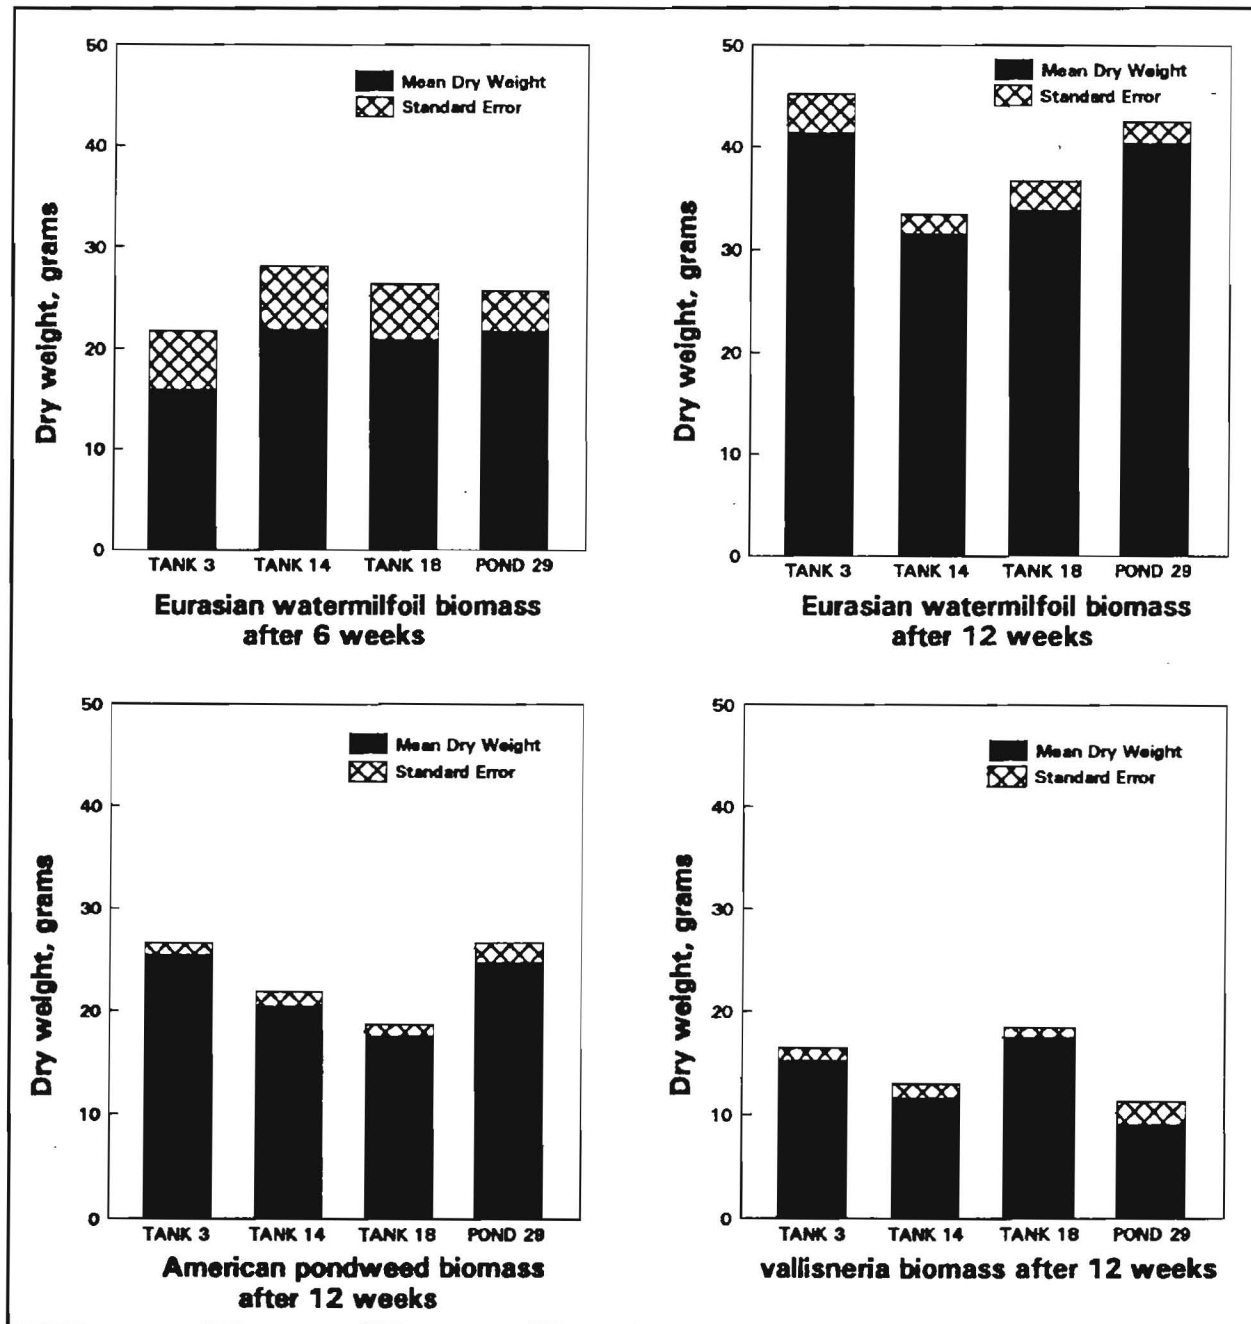 50
40
30
20
10
0
Dry weight, grams
Mean Dry Weight
Standard Error
TANK 3 TANK 14 TANK 18 POND 29
Eurasian watermilfoil biomass
after 6 weeks
50
40
30
20
10
0
Dry weight, grams
Mean Dry Weight
Standard Error
TANK 3 TANK 14 TANK 18 POND 29
Eurasian watermilfoil biomass
after 12 weeks
50
40
30
20
10
0
Dry weight, grams
Mean Dry Weight
Standard Error
TANK 3 TANK 14 TANK 18 POND 29
American pondweed biomass
after 12 weeks
50
40
30
20
10
0
Dry weight, grams
Mean Dry Weight
Standard Error
TANK 3 TANK 14 TANK 18 POND 29
vallisneria biomass after 12 weeks